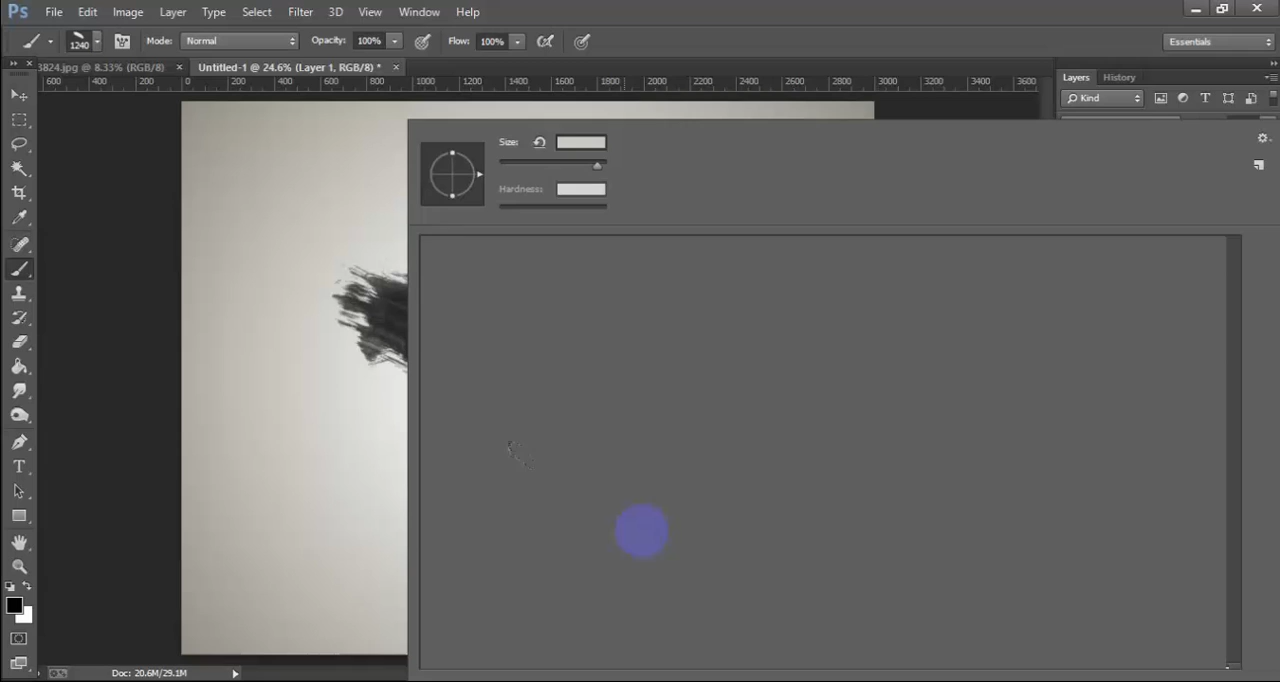 Ps File Edit Image Layer Type Select Filter 3D View Window Help
1240 Mode: Normal Opacity: 100% Flow: 100% Essentials
3824.jpg @ 8.33% (RGB/8) × Untitled-1 @ 24.6% (Layer 1, RGB/8) * × Layers History
600 400 200 0 200 400 600 800 1000 1200 1400 1600 1800 2000 2200 2400 2600 2800 3000 3200 3400 3600
Kind T
Size:
Hardness:
T
Doc: 20.6M/29.1M